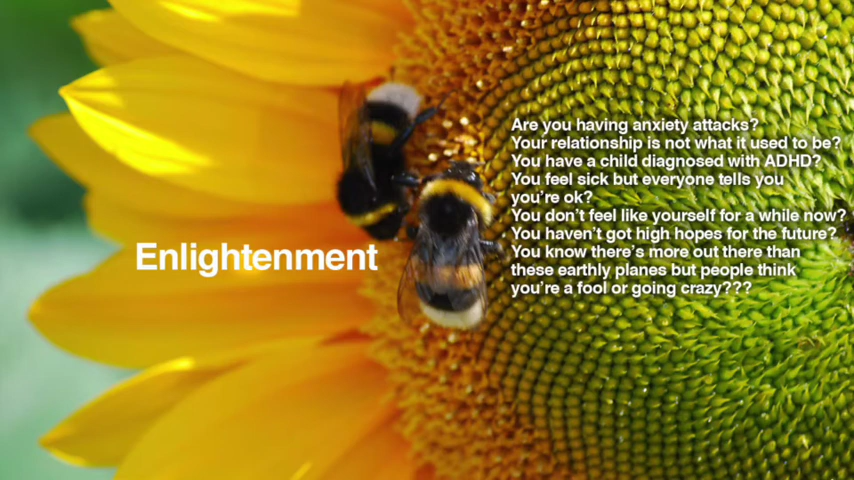 Enlightenment
Are you having anxiety attacks?
Your relationship is not what it used to be?
You have a child diagnosed with ADHD?
You feel sick but everyone tells you
you're ok?
You don't feel like yourself for a while now?
You haven't got high hopes for the future?
You know there's more out there than
these earthly planes but people think
you're a fool or going crazy???